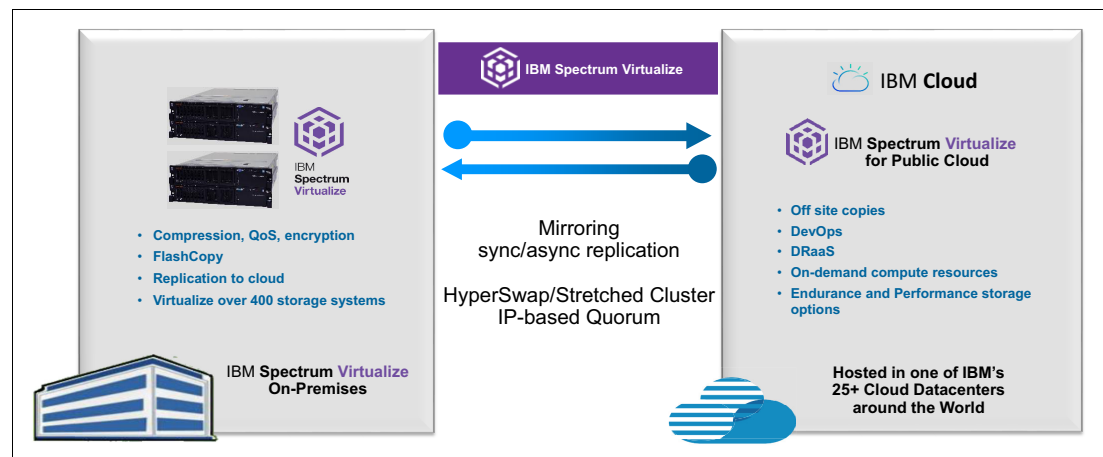 IBM
Spectrum
Virtualize
• Compression, QoS, encryption
• FlashCopy
• Replication to cloud
• Virtualize over 400 storage systems
IBM Spectrum Virtualize
On-Premises
IBM Spectrum Virtualize
Mirroring
sync/async replication
HyperSwap/Stretched Cluster
IP-based Quorum
IBM Cloud
IBM Spectrum Virtualize
for Public Cloud
• Off site copies
• DevOps
• DRaaS
• On-demand compute resources
• Endurance and Performance storage
options
Hosted in one of IBM's
25+ Cloud Datacenters
around the World